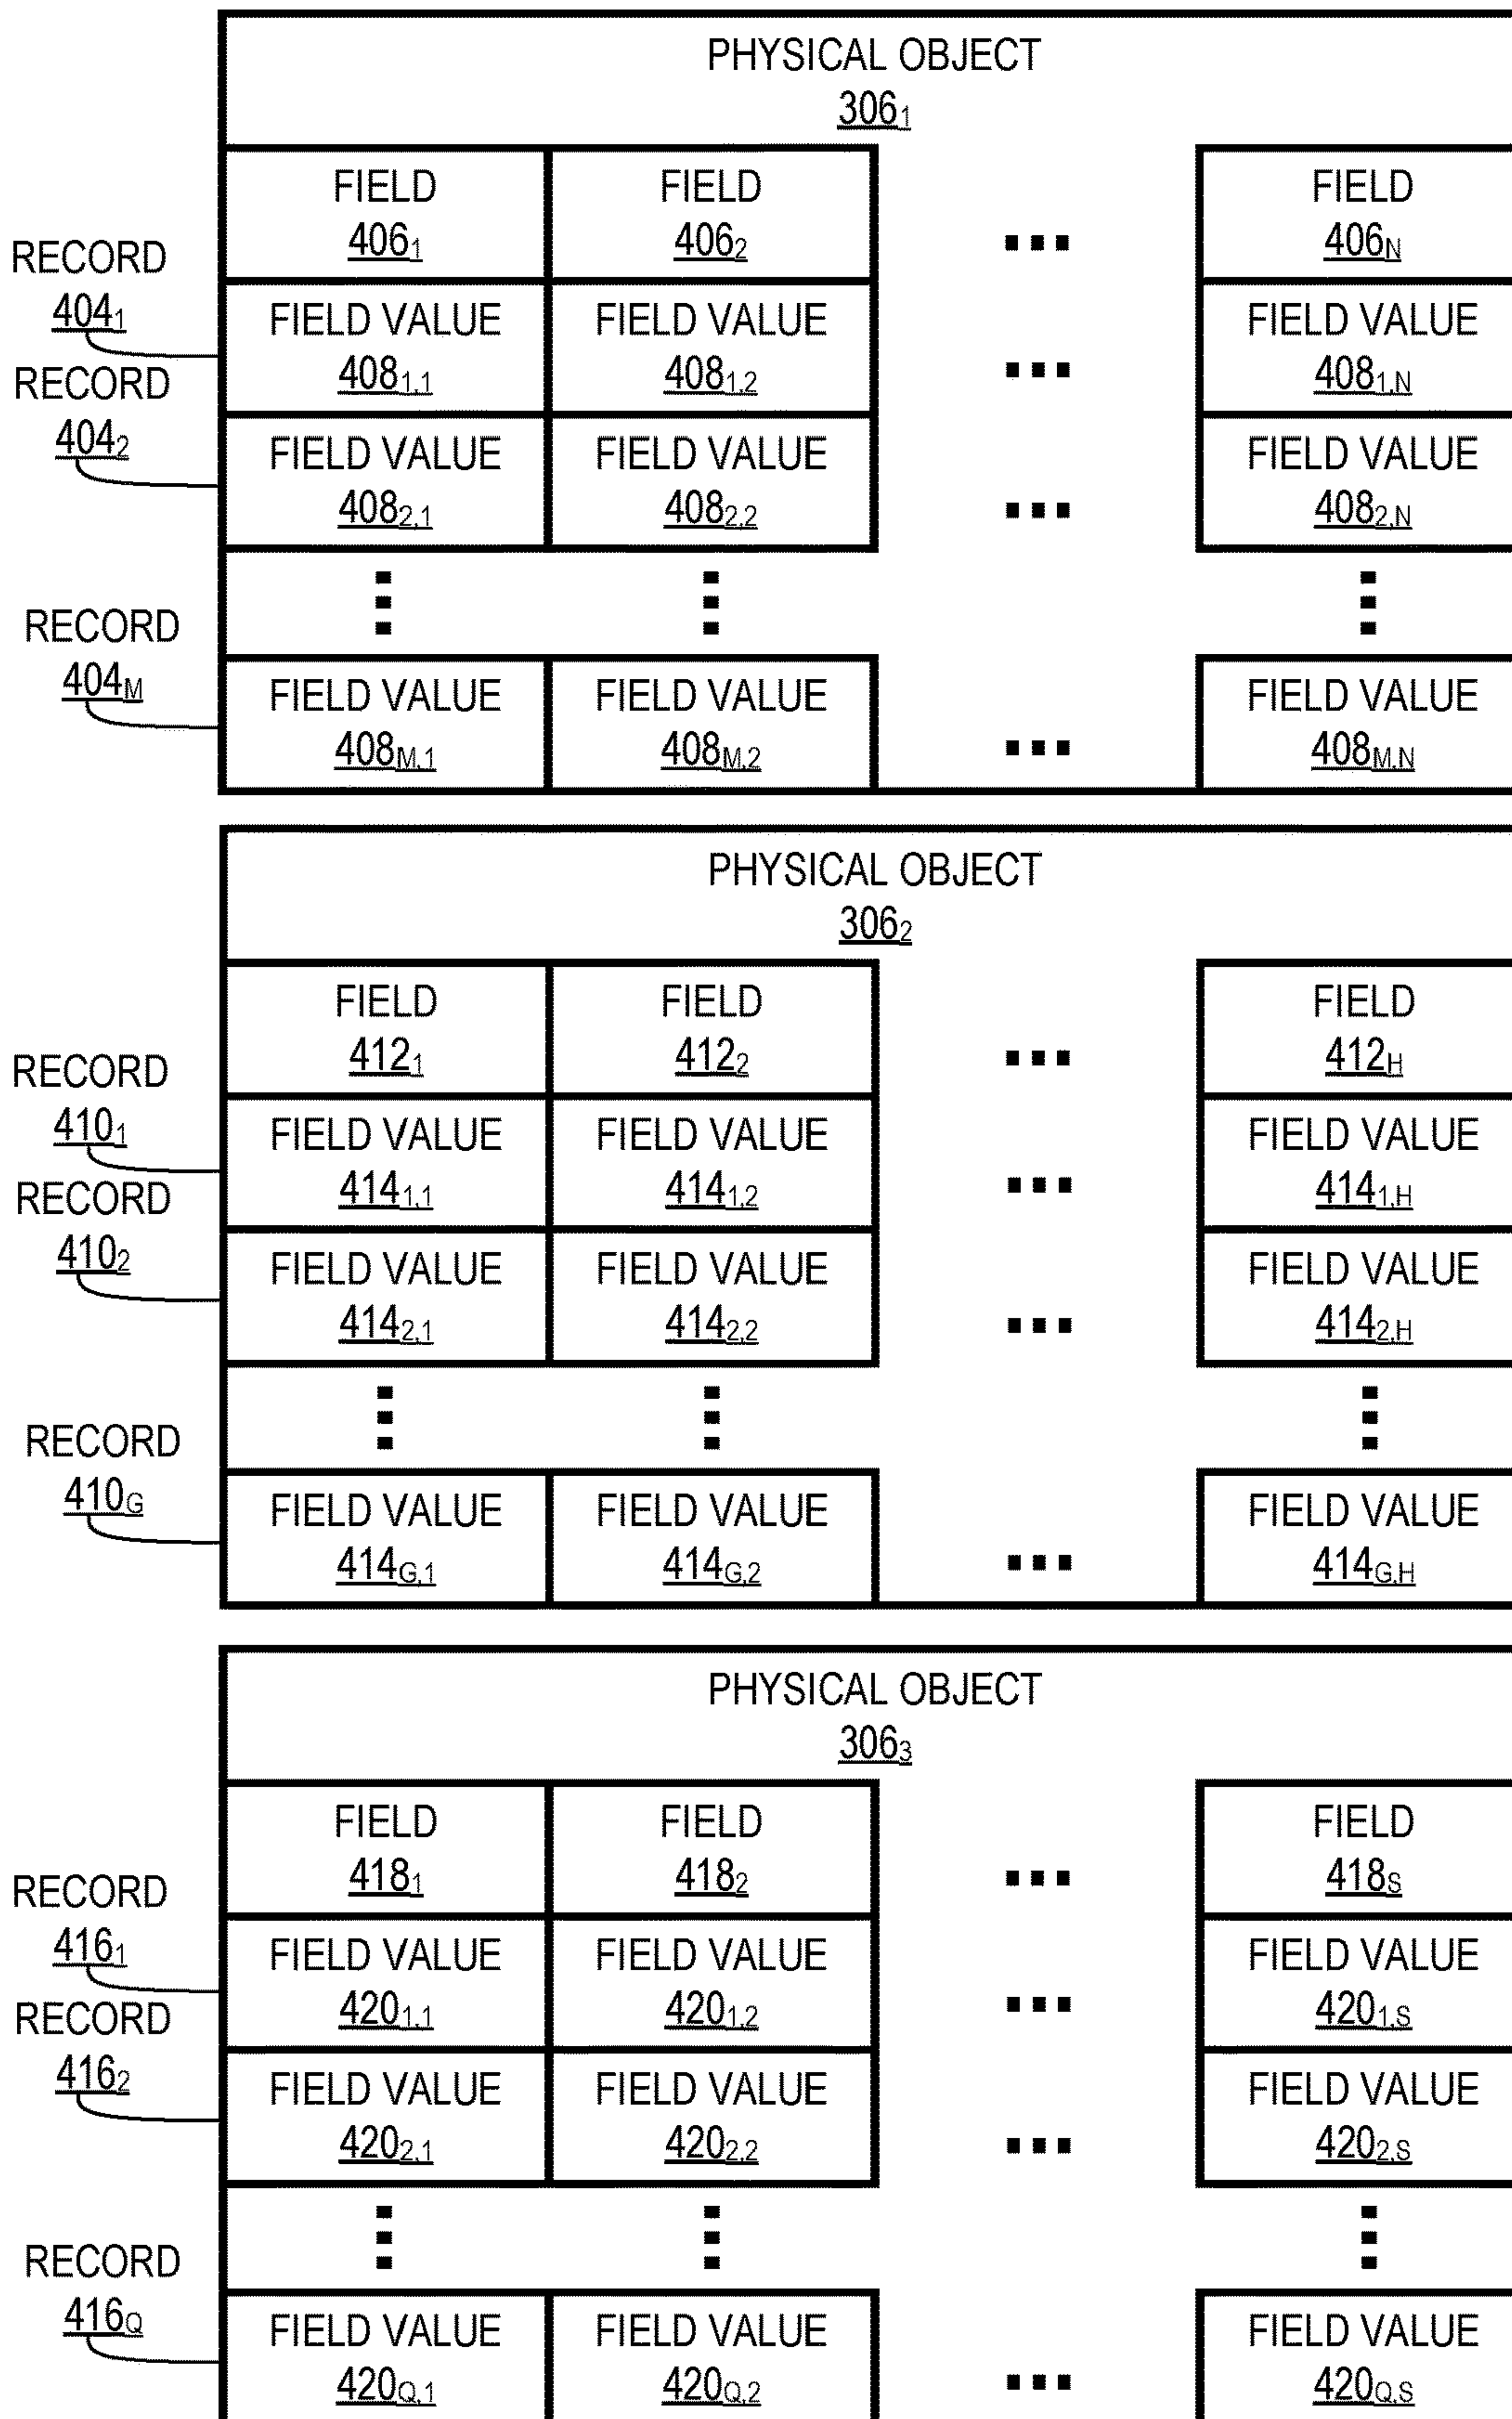 PHYSICAL OBJECT
306₁
FIELD FIELD FIELD
406₁ 406₂ ... 406N
RECORD
404₁
FIELD VALUE FIELD VALUE FIELD VALUE
408₁,₁ 408₁,₂ ... 408₁,N
RECORD
404₂
FIELD VALUE FIELD VALUE FIELD VALUE
408₂,₁ 408₂,₂ ... 408₂,N
RECORD
404M
FIELD VALUE FIELD VALUE FIELD VALUE
408M,₁ 408M,₂ ... 408M,N
PHYSICAL OBJECT
306₂
FIELD FIELD FIELD
412₁ 412₂ ... 412H
RECORD
410₁
FIELD VALUE FIELD VALUE FIELD VALUE
414₁,₁ 414₁,₂ ... 414₁,H
RECORD
410₂
FIELD VALUE FIELD VALUE FIELD VALUE
414₂,₁ 414₂,₂ ... 414₂,H
RECORD
410G
FIELD VALUE FIELD VALUE FIELD VALUE
414G,₁ 414G,₂ ... 414G,H
PHYSICAL OBJECT
306₃
FIELD FIELD FIELD
418₁ 418₂ ... 418S
RECORD
416₁
FIELD VALUE FIELD VALUE FIELD VALUE
420₁,₁ 420₁,₂ ... 420₁,S
RECORD
416₂
FIELD VALUE FIELD VALUE FIELD VALUE
420₂,₁ 420₂,₂ ... 420₂,S
RECORD
416Q
FIELD VALUE FIELD VALUE FIELD VALUE
420Q,₁ 420Q,₂ ... 420Q,S